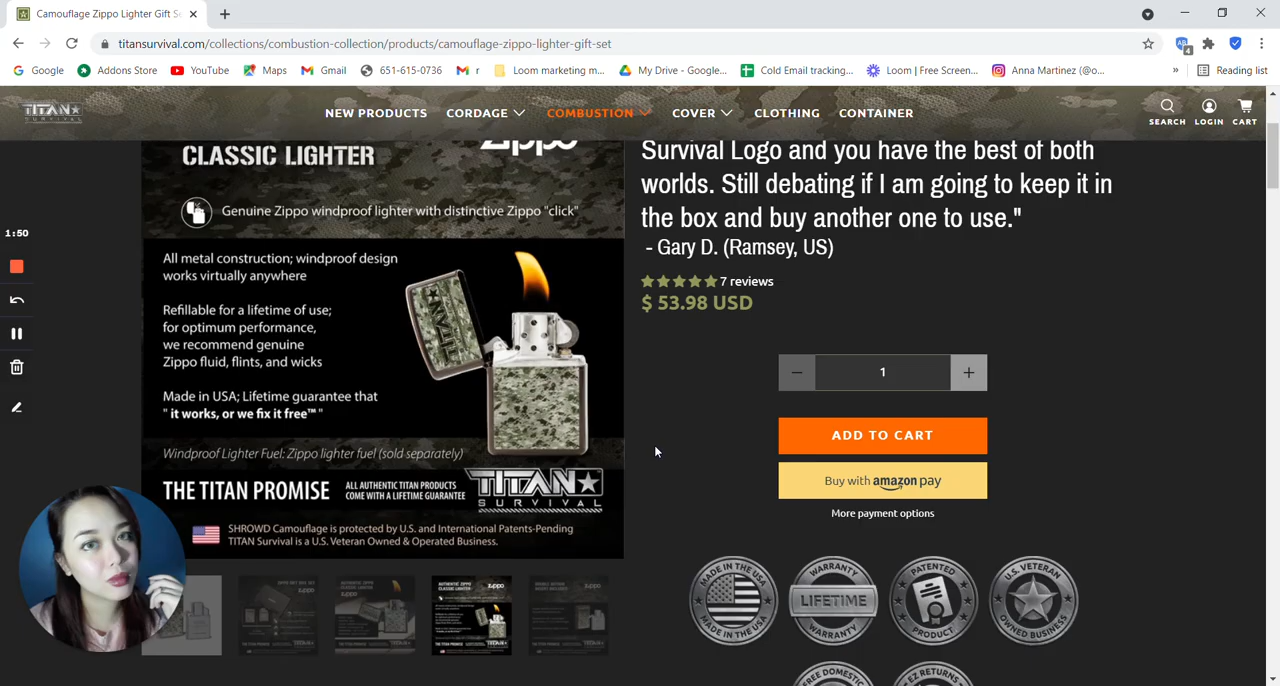 Camouflage Zippo Lighter Gift Se
titansurvival.com/collections/combustion-collection/products/camouflage-zippo-lighter-gift-set
4
Google
Addons Store
YouTube
Maps
Gmail
651-615-0736
r
Loom marketing m...
My Drive - Google...
Cold Email tracking...
Loom | Free Screen...
Anna Martinez (@o...
»
Reading list
TITAN
SURVIVAL
NEW PRODUCTS
CORDAGE
COMBUSTION
COVER
CLOTHING
CONTAINER
SEARCH
LOGIN
CART
1:50
CLASSIC LIGHTER
Zippo
Genuine Zippo windproof lighter with distinctive Zippo "click"
All metal construction; windproof design
works virtually anywhere
Refillable for a lifetime of use;
for optimum performance,
we recommend genuine
Zippo fluid, flints, and wicks
Made in USA; Lifetime guarantee that
" it works, or we fix it free™ "
TITAN
Windproof Lighter Fuel: Zippo lighter fuel (sold separately)
THE TITAN PROMISE
ALL AUTHENTIC TITAN PRODUCTS
COME WITH A LIFETIME GUARANTEE
TITAN
SURVIVAL
SHROWD Camouflage is protected by U.S. and International Patents-Pending
TITAN Survival is a U.S. Veteran Owned & Operated Business.
Survival Logo and you have the best of both
worlds. Still debating if I am going to keep it in
the box and buy another one to use."
- Gary D. (Ramsey, US)
7 reviews
$ 53.98 USD
−
1
+
ADD TO CART
Buy with amazon pay
More payment options
MADE IN THE USA
MADE IN THE USA
WARRANTY
LIFETIME
WARRANTY
PATENTED
PRODUCT
U.S. VETERAN
OWNED BUSINESS
FREE DOMESTIC
EZ RETURNS